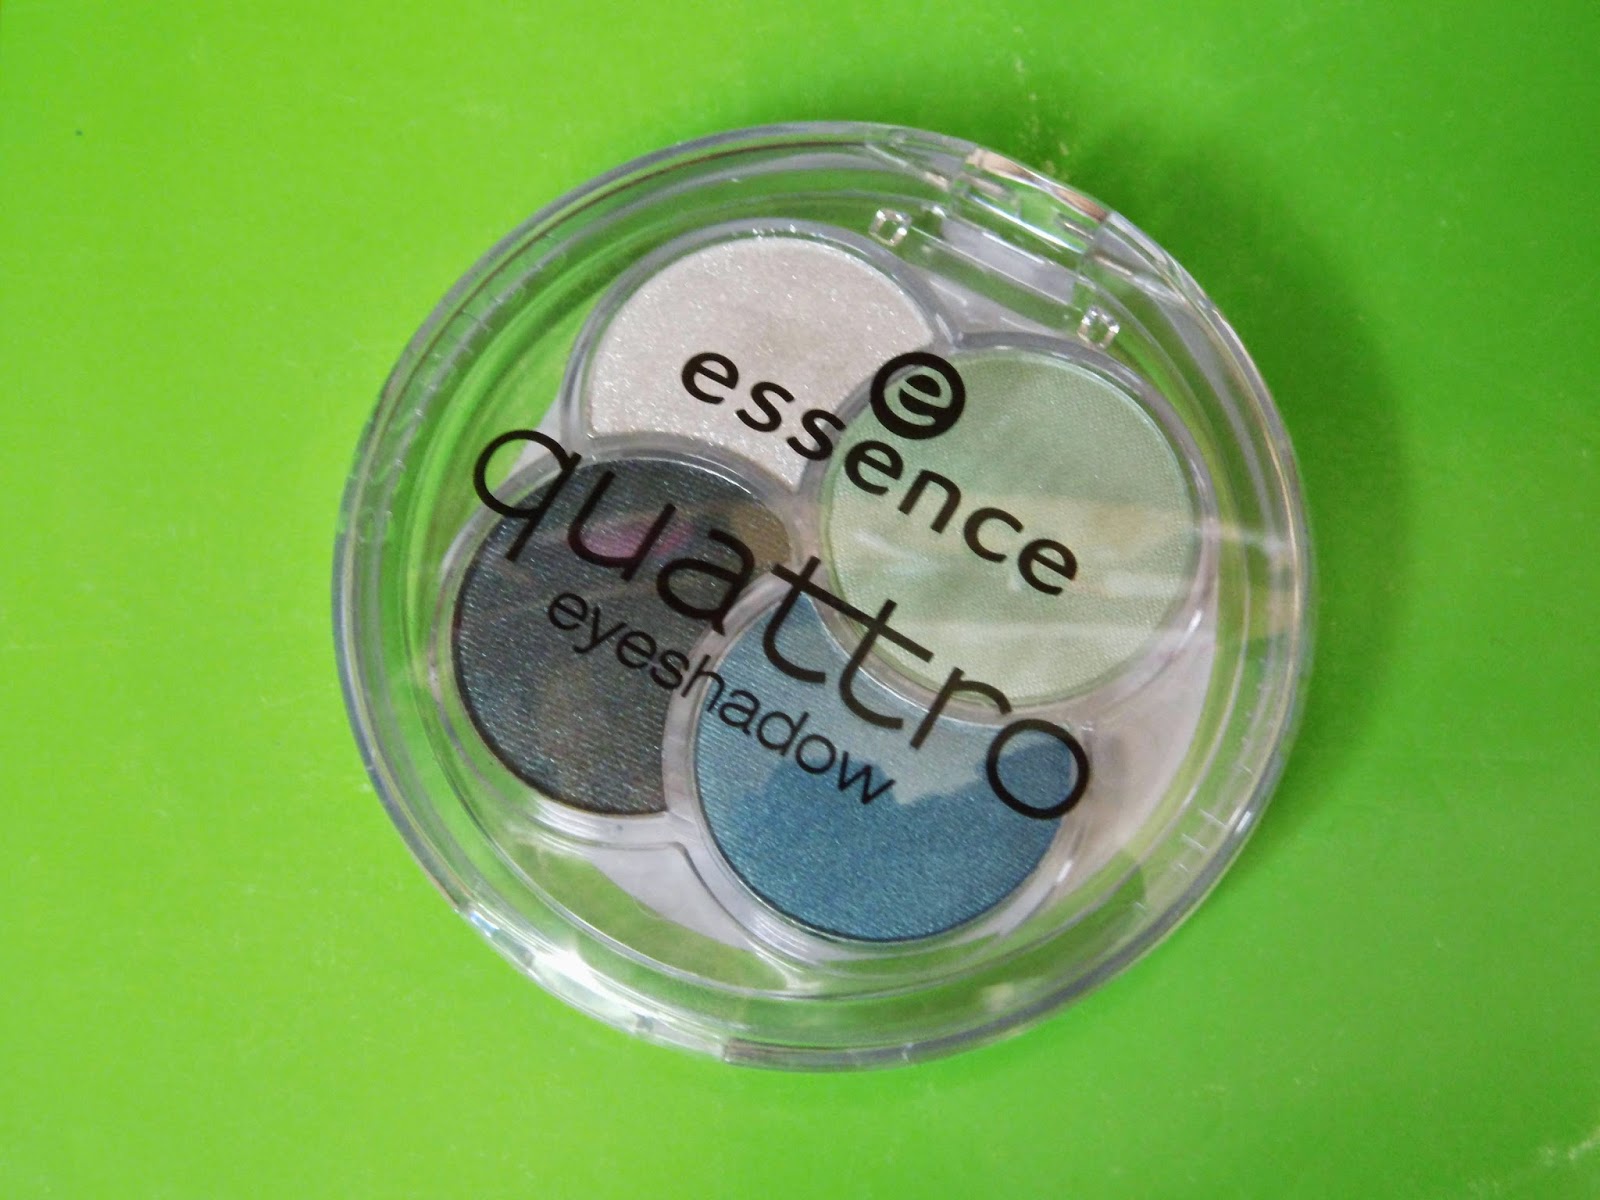 e
essence
quattro
eyeshadow